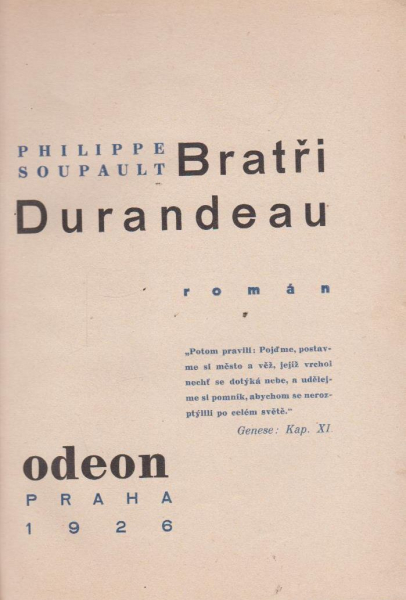 PHILIPPE
SOUPAULT Bratři
Durandeau
román
„Potom pravili: Pojďme, postav-
me si město a věž, jejíž vrchol
nechť se dotýká nebe, a udělej-
me si pomník, abychom se neroz-
ptýlili po celém světě.“
Genese: Kap. XI.
odeon
PRAHA
1926